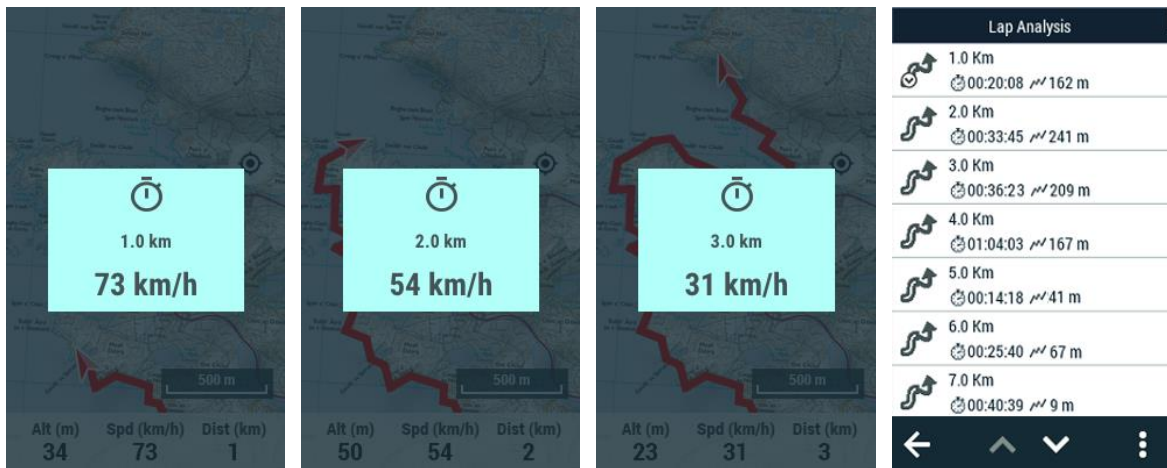 1.0 km
73 km/h
500 m
Alt (m) Spd (km/h) Dist (km)
34 73 1
2.0 km
54 km/h
500 m
Alt (m) Spd (km/h) Dist (km)
50 54 2
3.0 km
31 km/h
500 m
Alt (m) Spd (km/h) Dist (km)
23 31 3
Lap Analysis
1.0 Km
00:20:08 162 m
2.0 Km
00:33:45 241 m
3.0 Km
00:36:23 209 m
4.0 Km
01:04:03 167 m
5.0 Km
00:14:18 41 m
6.0 Km
00:25:40 67 m
7.0 Km
00:40:39 9 m